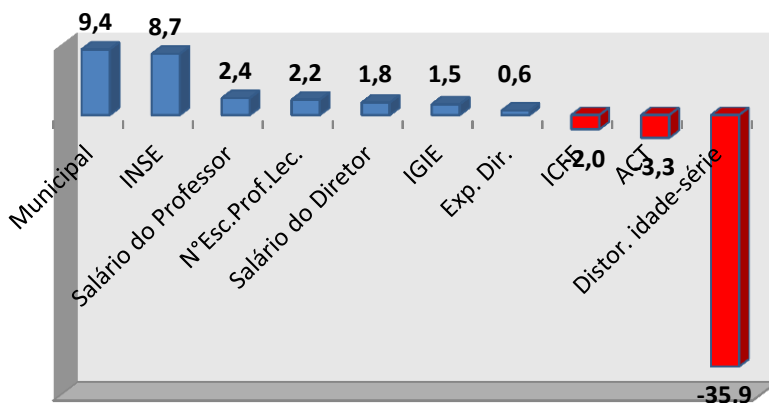 9,4
8,7
2,4
2,2
1,8
1,5
0,6
-2,0
-3,3
-35,9
Municipal
INSE
Salário do Professor
N°Esc.Prof.Lec.
Salário do Diretor
IGIE
Exp. Dir.
ICFE
ACT
Distor. idade-série